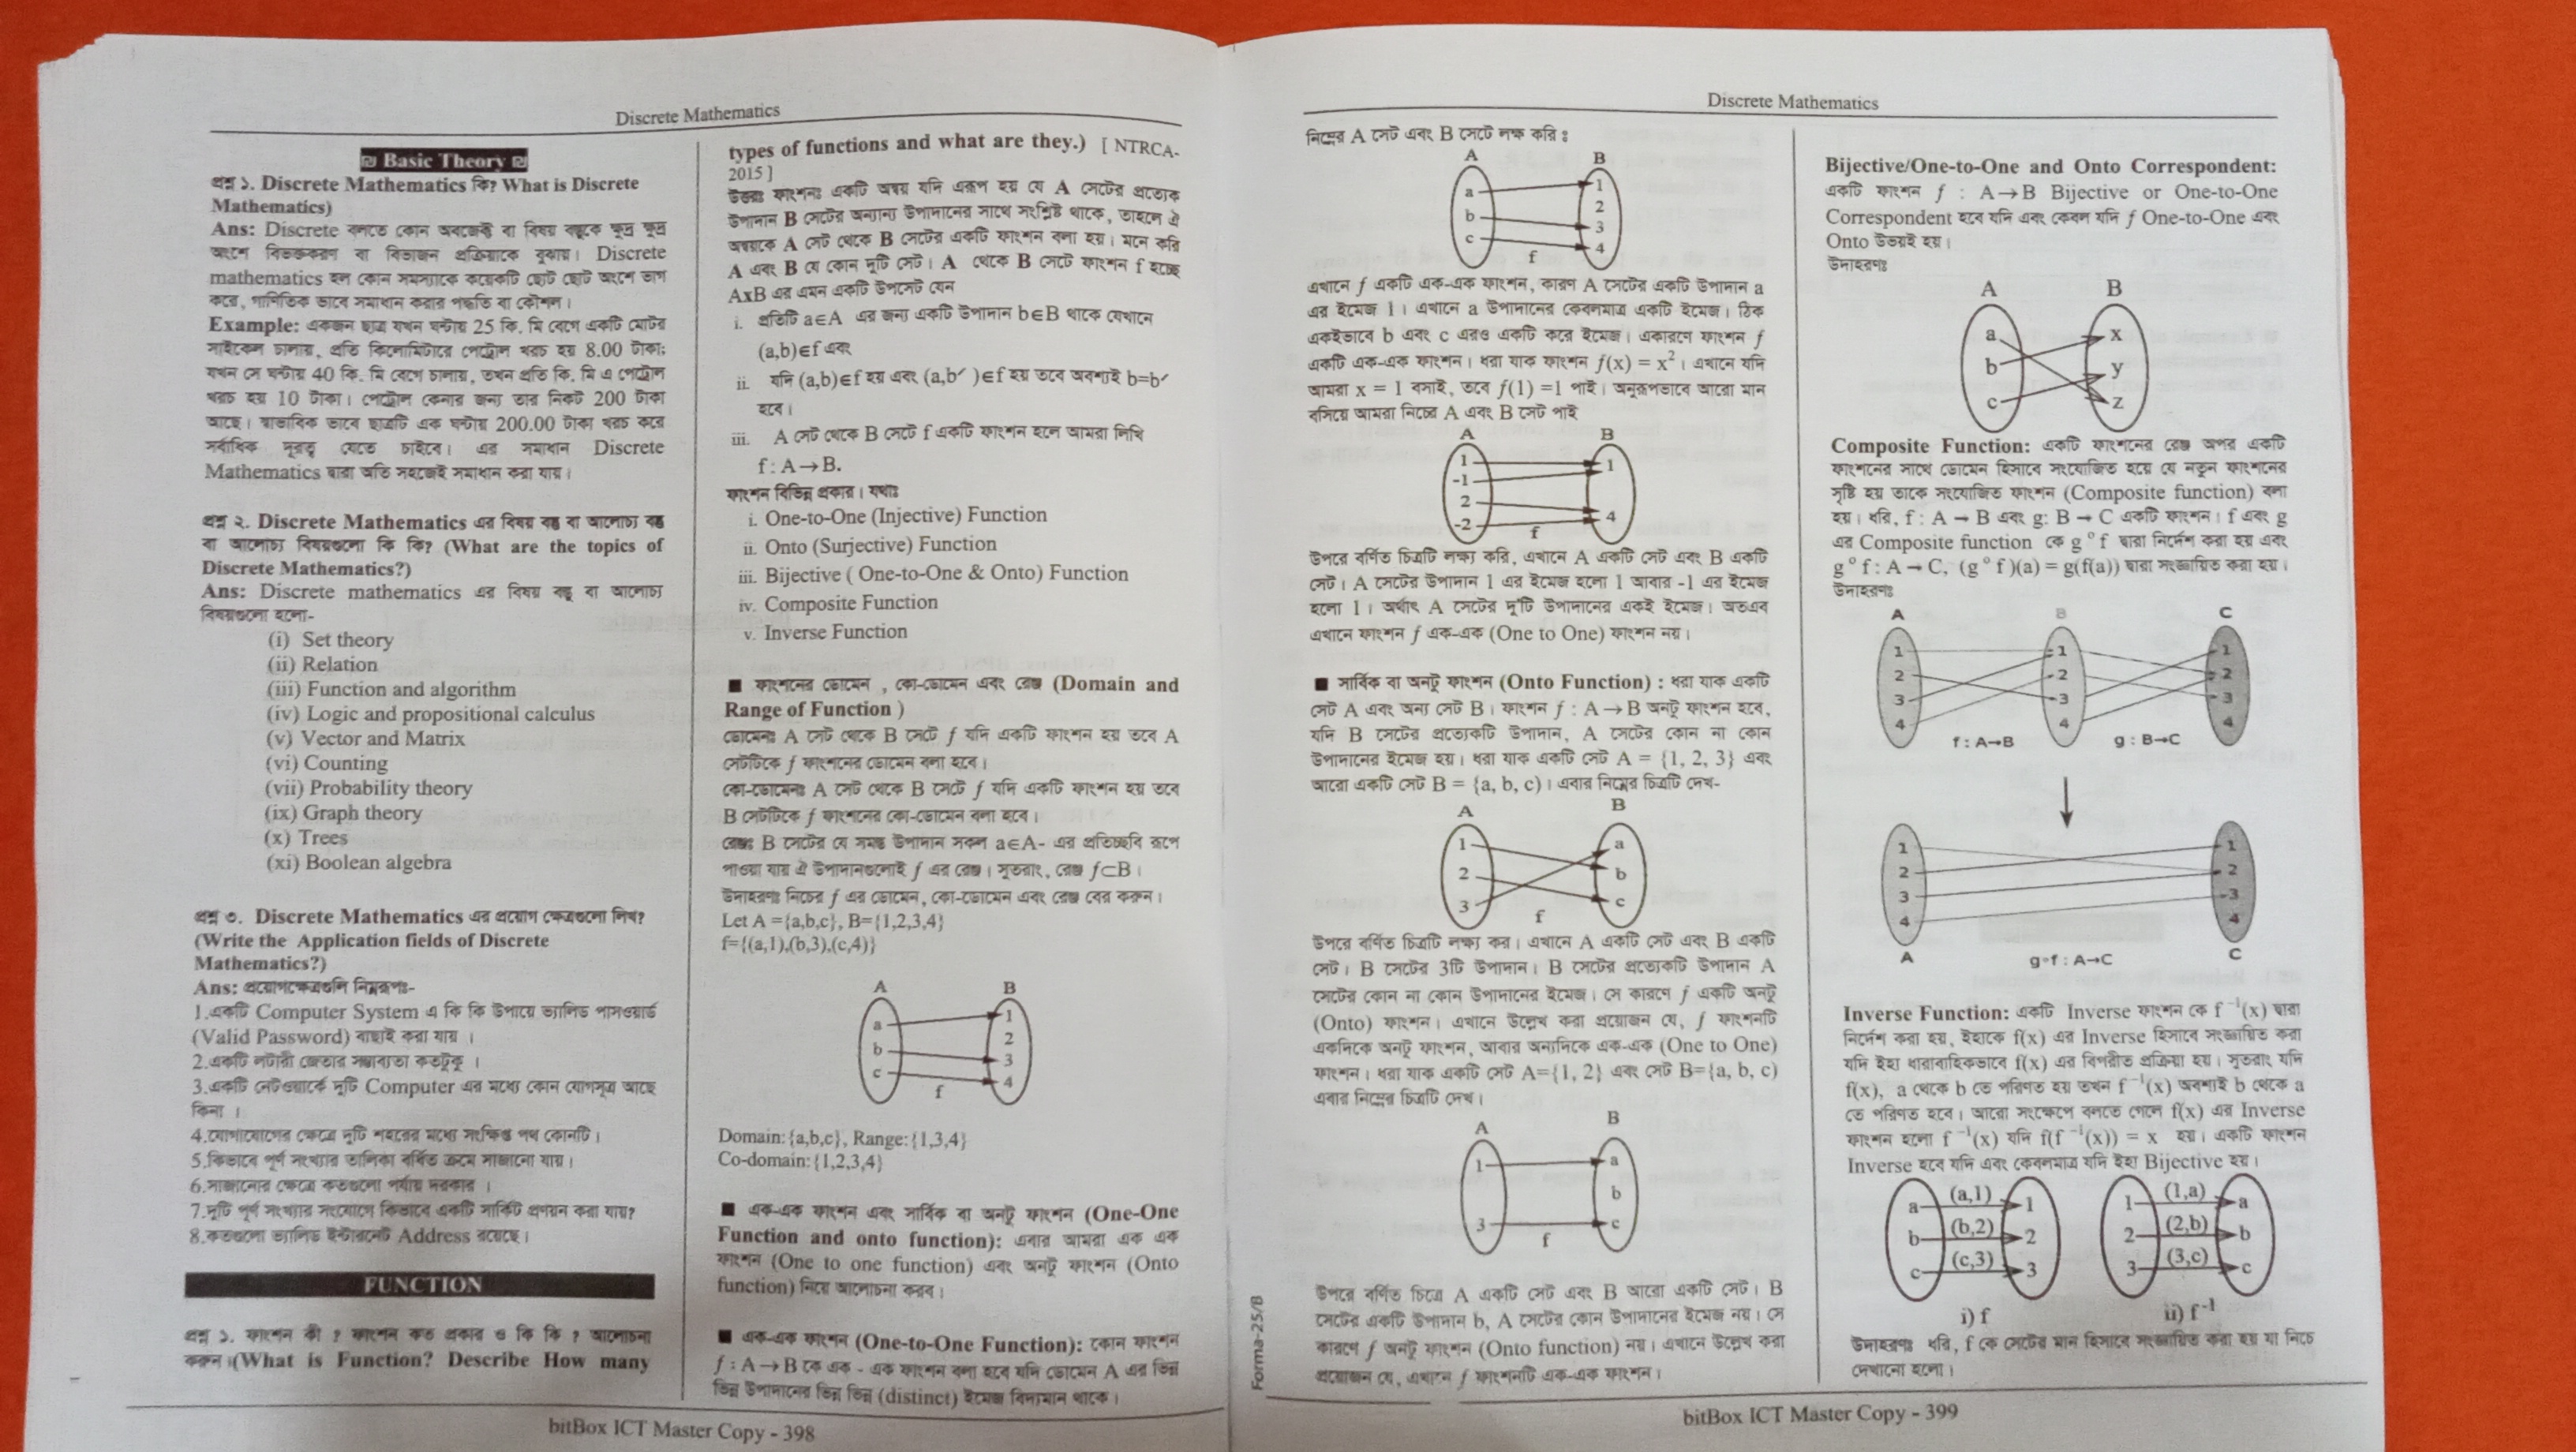 Discrete Mathematics
Basic Theory
প্রশ্ন ১. Discrete Mathematics কি? What is Discrete
Mathematics)
Ans: Discrete বলতে কোন অবজেক্ট বা বিষয় বস্তুকে ক্ষুদ্র ক্ষুদ্র
অংশে বিভক্তকরণ বা বিভাজন প্রক্রিয়াকে বুঝায়। Discrete
mathematics হল কোন সমস্যাকে কয়েকটি ছোট ছোট অংশে ভাগ
করে, গাণিতিক ভাবে সমাধান করার পদ্ধতি বা কৌশল।
Example: একজন ছাত্র যখন ঘন্টায় 25 কি. মি বেগে একটি মোটর
সাইকেল চালায়, প্রতি কিলোমিটারে পেট্রোল খরচ হয় 8.00 টাকা;
যখন সে ঘন্টায় 40 কি. মি বেগে চালায়, তখন প্রতি কি. মি এ পেট্রোল
খরচ হয় 10 টাকা। পেট্রোল কেনার জন্য তার নিকট 200 টাকা
আছে। স্বাভাবিক ভাবে ছাত্রটি এক ঘন্টায় 200.00 টাকা খরচ করে
সর্বাধিক দূরত্ব যেতে চাইবে। এর সমাধান Discrete
Mathematics দ্বারা অতি সহজেই সমাধান করা যায়।
প্রশ্ন ২. Discrete Mathematics এর বিষয় বস্তু বা আলোচ্য বস্তু
বা আলোচ্য বিষয়গুলো কি কি? (What are the topics of
Discrete Mathematics?)
Ans: Discrete mathematics এর বিষয় বস্তু বা আলোচ্য
বিষয়গুলো হলো-
(i) Set theory
(ii) Relation
(iii) Function and algorithm
(iv) Logic and propositional calculus
(v) Vector and Matrix
(vi) Counting
(vii) Probability theory
(ix) Graph theory
(x) Trees
(xi) Boolean algebra
প্রশ্ন ৩. Discrete Mathematics এর প্রয়োগ ক্ষেত্রগুলো লিখ?
(Write the Application fields of Discrete
Mathematics?)
Ans: প্রয়োগক্ষেত্রগুলি নিম্নরূপঃ-
1.একটি Computer System এ কি কি উপায়ে ভ্যালিড পাসওয়ার্ড
(Valid Password) বাছাই করা যায় ।
2.একটি লটারী জেতার সম্ভাব্যতা কতটুকু ।
3.একটি নেটওয়ার্কে দুটি Computer এর মধ্যে কোন যোগসূত্র আছে
কিনা ।
4.যোগাযোগের ক্ষেত্রে দুটি শহরের মধ্যে সংক্ষিপ্ত পথ কোনটি।
5.কিভাবে পূর্ণ সংখ্যার তালিকা বর্ধিত ক্রমে সাজানো যায়।
6.সাজানোর ক্ষেত্রে কতগুলো পর্যায় দরকার ।
7.দুটি পূর্ণ সংখ্যার সংযোগে কিভাবে একটি সার্কিট প্রণয়ন করা যায়?
8.কতগুলো ভ্যালিড ইন্টারনেট Address রয়েছে।
FUNCTION
প্রশ্ন ১. ফাংশন কী ? ফাংশন কত প্রকার ও কি কি ? আলোচনা
করুন।(What is Function? Describe How many
types of functions and what are they.) [ NTRCA-
2015 ]
উত্তরঃ ফাংশনঃ একটি অন্বয় যদি এরূপ হয় যে A সেটের প্রত্যেক
উপাদান B সেটের অন্যান্য উপাদানের সাথে সংশ্লিষ্ট থাকে, তাহলে ঐ
অন্বয়কে A সেট থেকে B সেটের একটি ফাংশন বলা হয়। মনে করি
A এবং B যে কোন দুটি সেট। A থেকে B সেটে ফাংশন f হচ্ছে
AxB এর এমন একটি উপসেট যেন
i. প্রতিটি a∈A এর জন্য একটি উপাদান b∈B থাকে যেখানে
(a,b)∈f এবং
ii. যদি (a,b)∈f হয় এবং (a,b′ )∈f হয় তবে অবশ্যই b=b′
হবে।
iii. A সেট থেকে B সেটে f একটি ফাংশন হলে আমরা লিখি
f : A→B.
ফাংশন বিভিন্ন প্রকার। যথাঃ
i. One-to-One (Injective) Function
ii. Onto (Surjective) Function
iii. Bijective ( One-to-One & Onto) Function
iv. Composite Function
v. Inverse Function
■ ফাংশনের ডোমেন , কো-ডোমেন এবং রেঞ্জ (Domain and
Range of Function )
ডোমেনঃ A সেট থেকে B সেটে f যদি একটি ফাংশন হয় তবে A
সেটটিকে f ফাংশনের ডোমেন বলা হবে।
কো-ডোমেনঃ A সেট থেকে B সেটে f যদি একটি ফাংশন হয় তবে
B সেটটিকে f ফাংশনের কো-ডোমেন বলা হবে।
রেঞ্জঃ B সেটের যে সমস্ত উপাদান সকল a∈A- এর প্রতিচ্ছবি রূপে
পাওয়া যায় ঐ উপাদানগুলোই f এর রেঞ্জ। সুতরাং, রেঞ্জ f⊂B।
উদাহরণঃ নিচের f এর ডোমেন, কো-ডোমেন এবং রেঞ্জ বের করুন।
Let A ={a,b,c}, B={1,2,3,4}
f={(a,1),(b,3),(c,4)}
A B
a 1
2
b 3
c 4
f
Domain:{a,b,c}, Range:{1,3,4}
Co-domain:{1,2,3,4}
■ এক-এক ফাংশন এবং সার্বিক বা অনটু ফাংশন (One-One
Function and onto function): এবার আমরা এক এক
ফাংশন (One to one function) এবং অনটু ফাংশন (Onto
function) নিয়ে আলোচনা করব।
■ এক-এক ফাংশন (One-to-One Function): কোন ফাংশন
f : A→B কে এক - এক ফাংশন বলা হবে যদি ডোমেন A এর ভিন্ন
ভিন্ন উপাদানের ভিন্ন ভিন্ন (distinct) ইমেজ বিদ্যমান থাকে।
bitBox ICT Master Copy - 398
Discrete Mathematics
নিম্নের A সেট এবং B সেটে লক্ষ করি ঃ
A B
a 1
2
b 3
c 4
f
এখানে f একটি এক-এক ফাংশন, কারণ A সেটের একটি উপাদান a
এর ইমেজ 1। এখানে a উপাদানের কেবলমাত্র একটি ইমেজ। ঠিক
একইভাবে b এবং c এরও একটি করে ইমেজ। একারণে ফাংশন f
একটি এক-এক ফাংশন। ধরা যাক ফাংশন f(x) = x²। এখানে যদি
আমরা x = 1 বসাই, তবে f(1) =1 পাই। অনুরূপভাবে আরো মান
বসিয়ে আমরা নিচের A এবং B সেট পাই
A B
1 1
-1
2
-2 4
f
উপরে বর্ণিত চিত্রটি লক্ষ্য করি, এখানে A একটি সেট এবং B একটি
সেট। A সেটের উপাদান 1 এর ইমেজ হলো 1 আবার -1 এর ইমেজ
হলো 1। অর্থাৎ A সেটের দু'টি উপাদানের একই ইমেজ। অতএব
এখানে ফাংশন f এক-এক (One to One) ফাংশন নয়।
■ সার্বিক বা অনটু ফাংশন (Onto Function) : ধরা যাক একটি
সেট A এবং অন্য সেট B। ফাংশন f : A→B অনটু ফাংশন হবে,
যদি B সেটের প্রত্যেকটি উপাদান, A সেটের কোন না কোন
উপাদানের ইমেজ হয়। ধরা যাক একটি সেট A = {1, 2, 3} এবং
আরো একটি সেট B = {a, b, c)। এবার নিম্নের চিত্রটি দেখ-
A B
1 a
2 b
3 c
f
উপরে বর্ণিত চিত্রটি লক্ষ্য কর। এখানে A একটি সেট এবং B একটি
সেট। B সেটের 3টি উপাদান। B সেটের প্রত্যেকটি উপাদান A
সেটের কোন না কোন উপাদানের ইমেজ। সে কারণে f একটি অনটু
(Onto) ফাংশন। এখানে উল্লেখ করা প্রয়োজন যে, f ফাংশনটি
একদিকে অনটু ফাংশন, আবার অন্যদিকে এক-এক (One to One)
ফাংশন। ধরা যাক একটি সেট A={1, 2} এবং সেট B={a, b, c)
এবার নিম্নের চিত্রটি দেখ।
A B
1 a
b
3 c
f
উপরে বর্ণিত চিত্রে A একটি সেট এবং B আরো একটি সেট। B
সেটের একটি উপাদান b, A সেটের কোন উপাদানের ইমেজ নয়। সে
কারণে f অনটু ফাংশন (Onto function) নয়। এখানে উল্লেখ করা
প্রয়োজন যে, এখানে f ফাংশনটি এক-এক ফাংশন।
Forma-25/B
Bijective/One-to-One and Onto Correspondent:
একটি ফাংশন f : A→B Bijective or One-to-One
Correspondent হবে যদি এবং কেবল যদি f One-to-One এবং
Onto উভয়ই হয়।
উদাহরণঃ
A B
a x
b y
c z
Composite Function: একটি ফাংশনের রেঞ্জ অপর একটি
ফাংশনের সাথে ডোমেন হিসাবে সংযোজিত হয়ে যে নতুন ফাংশনের
সৃষ্টি হয় তাকে সংযোজিত ফাংশন (Composite function) বলা
হয়। ধরি, f : A→B এবং g: B→C একটি ফাংশন। f এবং g
এর Composite function কে g°f দ্বারা নির্দেশ করা হয় এবং
g°f : A→C, (g°f )(a) = g(f(a)) দ্বারা সংজ্ঞায়িত করা হয়।
উদাহরণঃ
A B C
1 1 1
2 2 2
3 3 3
4 4 4
f : A→B g : B→C
1 1
2 2
3 3
4 4
A C
g∘f : A→C
Inverse Function: একটি Inverse ফাংশন কে f ⁻¹(x) দ্বারা
নির্দেশ করা হয়, ইহাকে f(x) এর Inverse হিসাবে সংজ্ঞায়িত করা
যদি ইহা ধারাবাহিকভাবে f(x) এর বিপরীত প্রক্রিয়া হয়। সুতরাং যদি
f(x), a থেকে b তে পরিণত হয় তখন f ⁻¹(x) অবশ্যই b থেকে a
তে পরিণত হবে। আরো সংক্ষেপে বলতে গেলে f(x) এর Inverse
ফাংশন হলো f ⁻¹(x) যদি f(f ⁻¹(x)) = x হয়। একটি ফাংশন
Inverse হবে যদি এবং কেবলমাত্র যদি ইহা Bijective হয়।
a (a,1) 1 1 (1,a) a
b (b,2) 2 2 (2,b) b
c (c,3) 3 3 (3,c) c
i) f ii) f⁻¹
উদাহরণঃ ধরি, f কে সেটের মান হিসাবে সংজ্ঞায়িত করা হয় যা নিচে
দেখানো হলো।
bitBox ICT Master Copy - 399